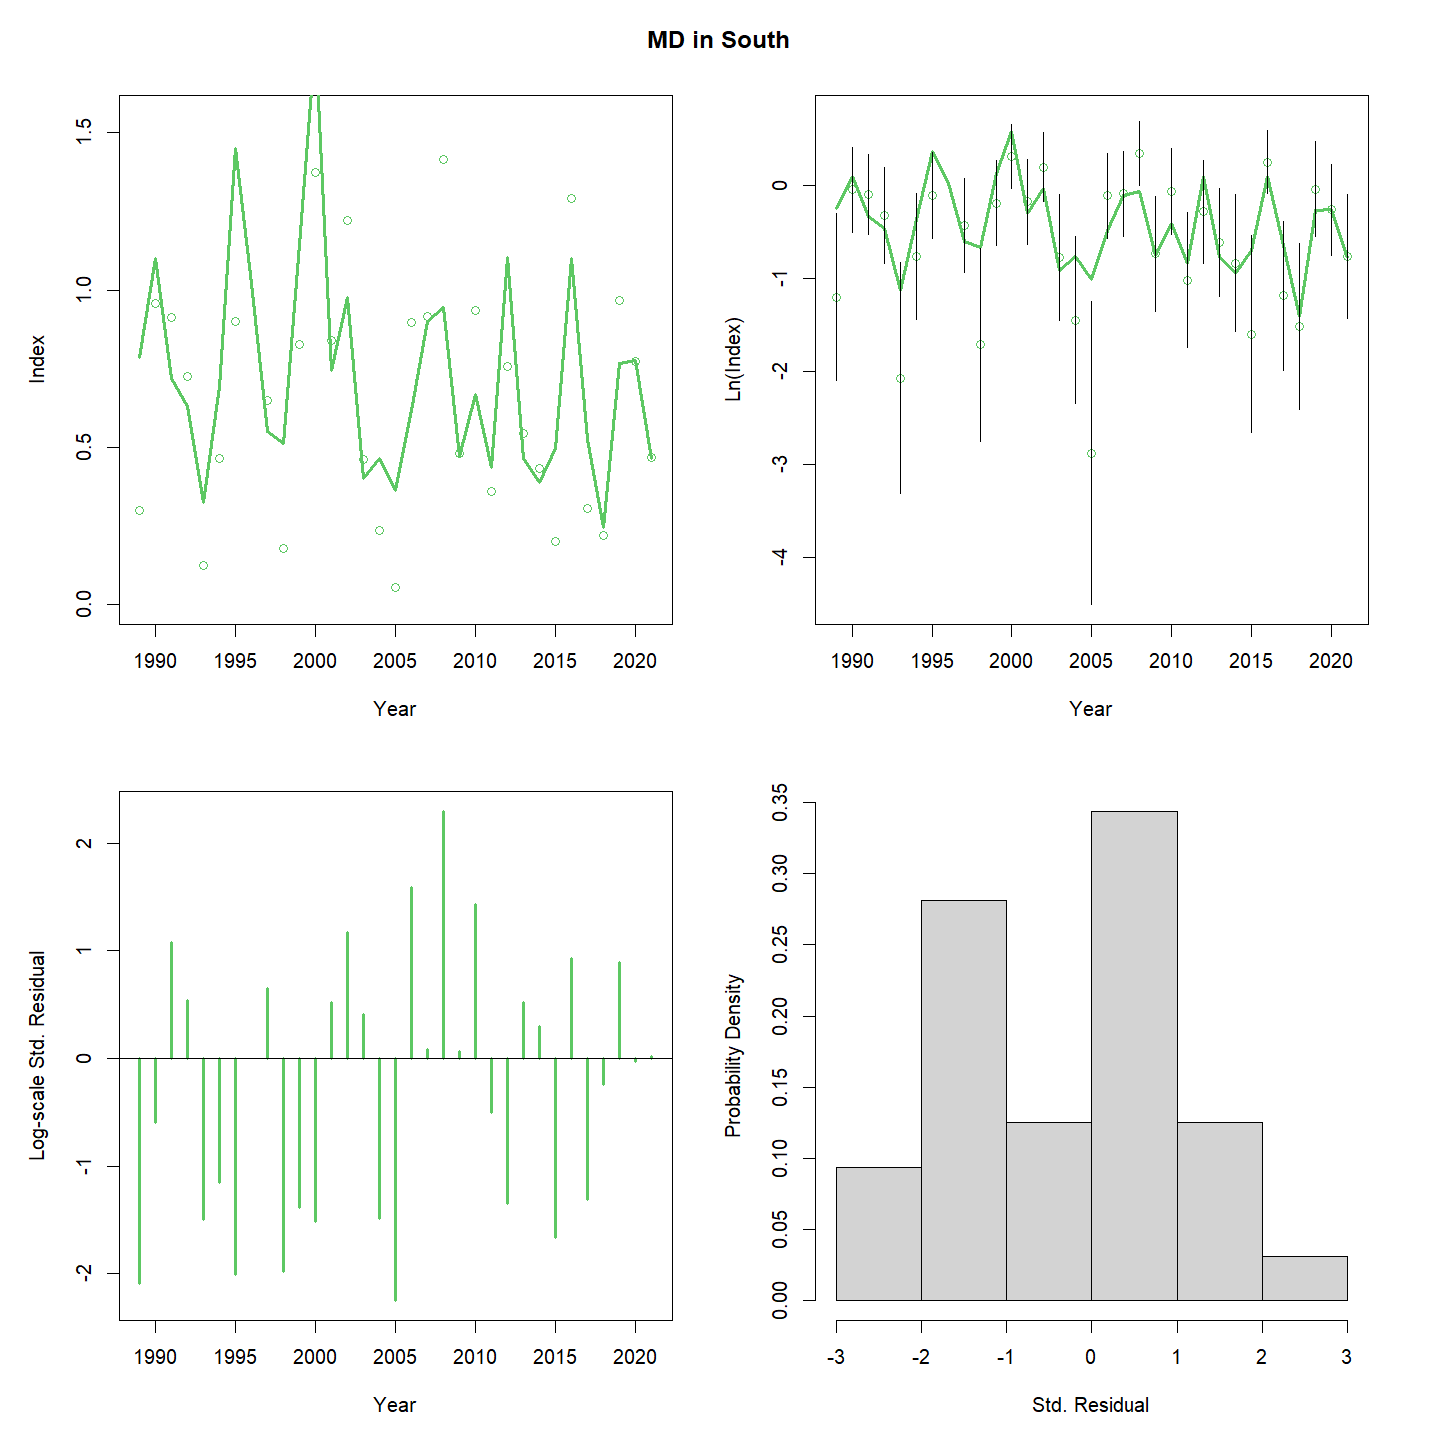 MD in South
Index
0.0 0.5 1.0 1.5
1990 1995 2000 2005 2010 2015 2020
Year
Ln(Index)
-4 -3 -2 -1 0
1990 1995 2000 2005 2010 2015 2020
Year
Log-scale Std. Residual
-2 -1 0 1 2
1990 1995 2000 2005 2010 2015 2020
Year
Probability Density
0.00 0.05 0.10 0.15 0.20 0.25 0.30 0.35
-3 -2 -1 0 1 2 3
Std. Residual